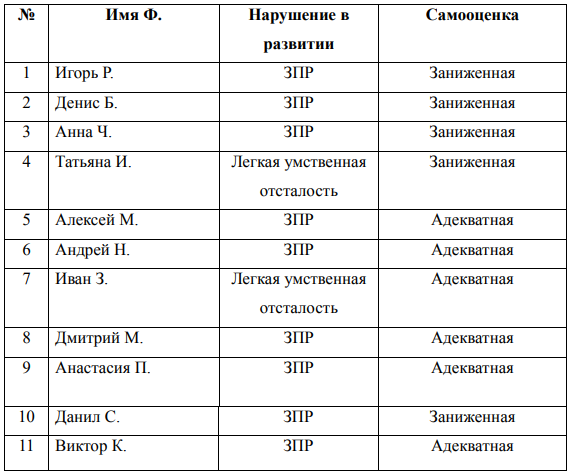 № Имя Ф. Нарушение в развитии Самооценка
1 Игорь Р. ЗПР Заниженная
2 Денис Б. ЗПР Заниженная
3 Анна Ч. ЗПР Заниженная
4 Татьяна И. Легкая умственная отсталость Заниженная
5 Алексей М. ЗПР Адекватная
6 Андрей Н. ЗПР Адекватная
7 Иван З. Легкая умственная отсталость Адекватная
8 Дмитрий М. ЗПР Адекватная
9 Анастасия П. ЗПР Адекватная
10 Данил С. ЗПР Заниженная
11 Виктор К. ЗПР Адекватная